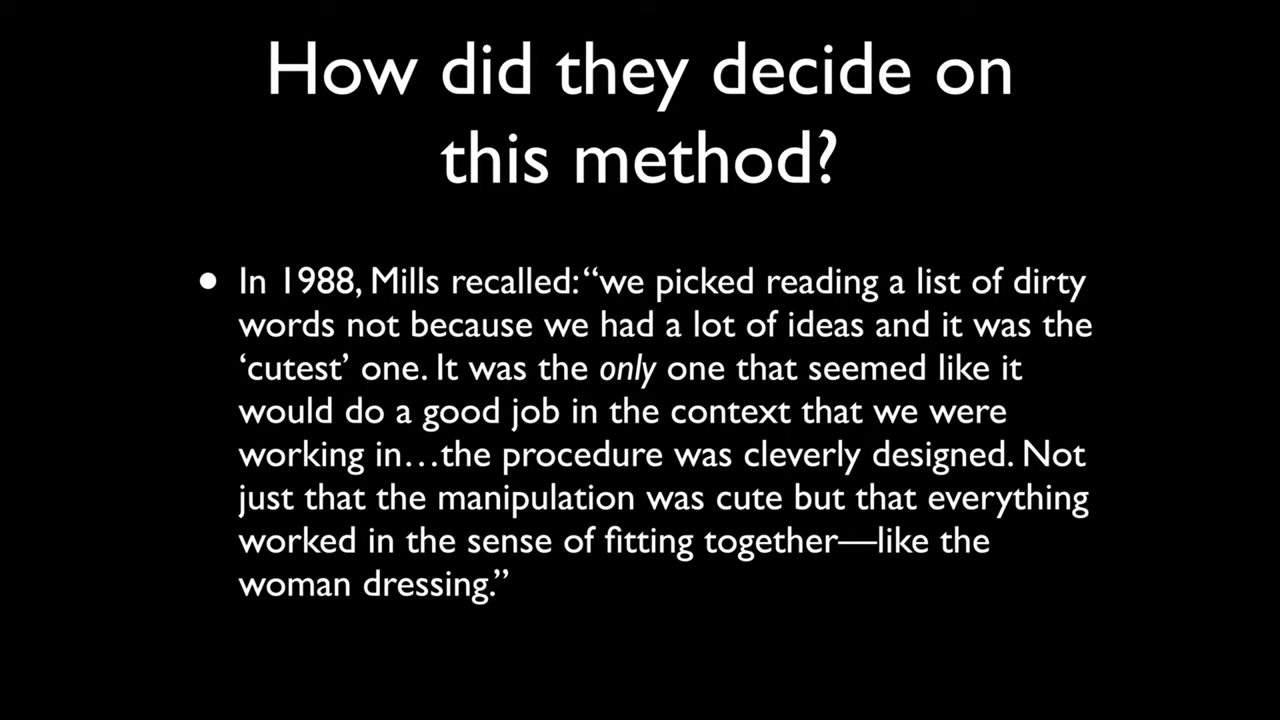 How did they decide on
this method?
• In 1988, Mills recalled: “we picked reading a list of dirty
words not because we had a lot of ideas and it was the
‘cutest’ one. It was the only one that seemed like it
would do a good job in the context that we were
working in…the procedure was cleverly designed. Not
just that the manipulation was cute but that everything
worked in the sense of fitting together—like the
woman dressing.”